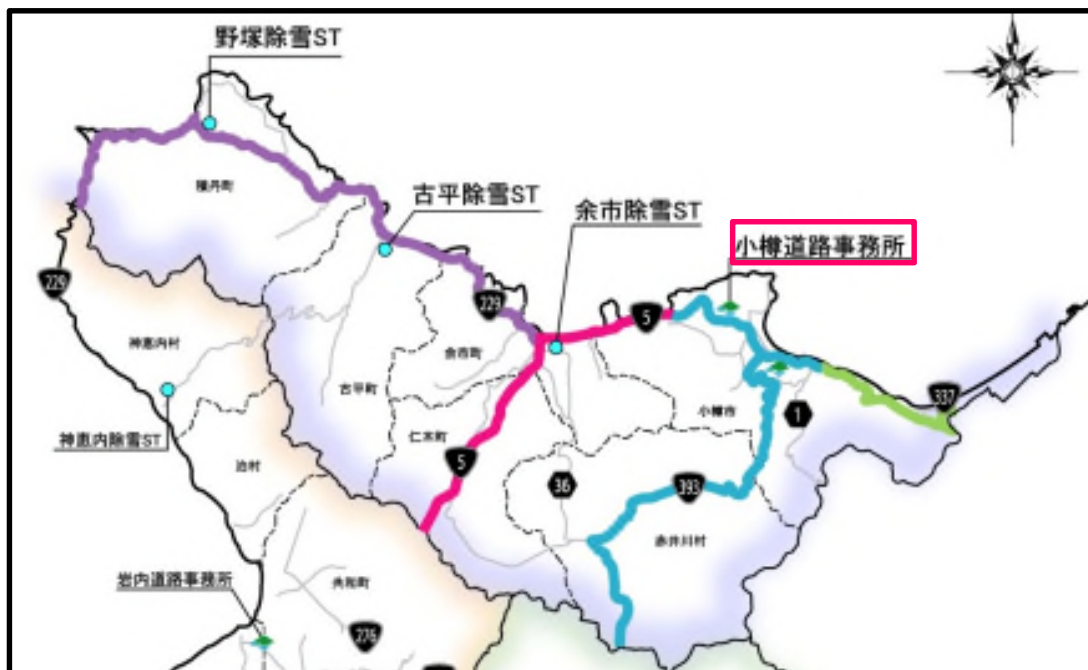 野塚除雪ST
古平除雪ST
余市除雪ST
小樽道路事務所
積丹町
229
神恵内村
229
余市町
5
古平町
小樽市
337
1
仁木町
神恵内除雪ST
泊村
5
36
393
赤井川村
岩内道路事務所
共和町
276